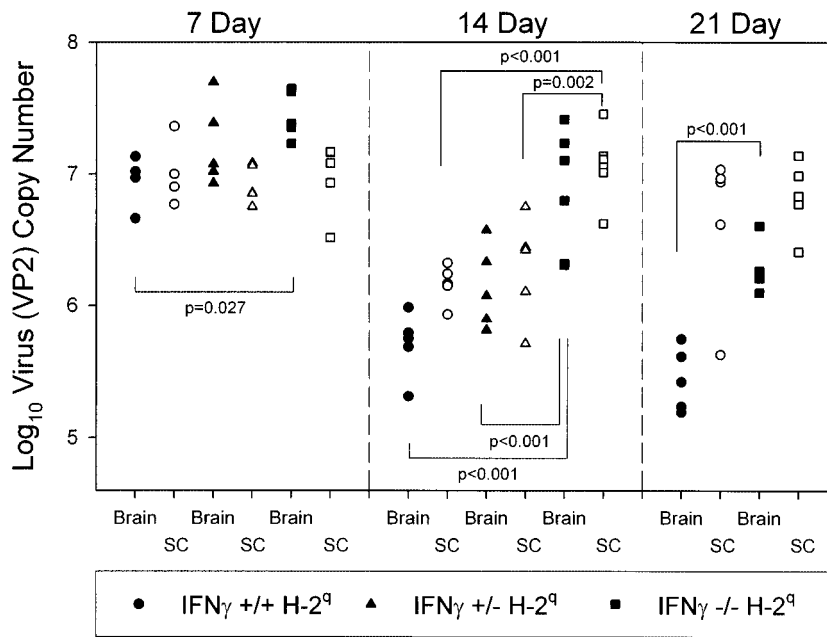 7 Day 14 Day 21 Day
Log10 Virus (VP2) Copy Number
8
7
6
5
p<0.001
p=0.002
p<0.001
p=0.027
p<0.001
p<0.001
Brain Brain Brain Brain Brain Brain Brain Brain
SC SC SC SC SC SC SC SC
IFNγ +/+ H-2q IFNγ +/- H-2q IFNγ -/- H-2q